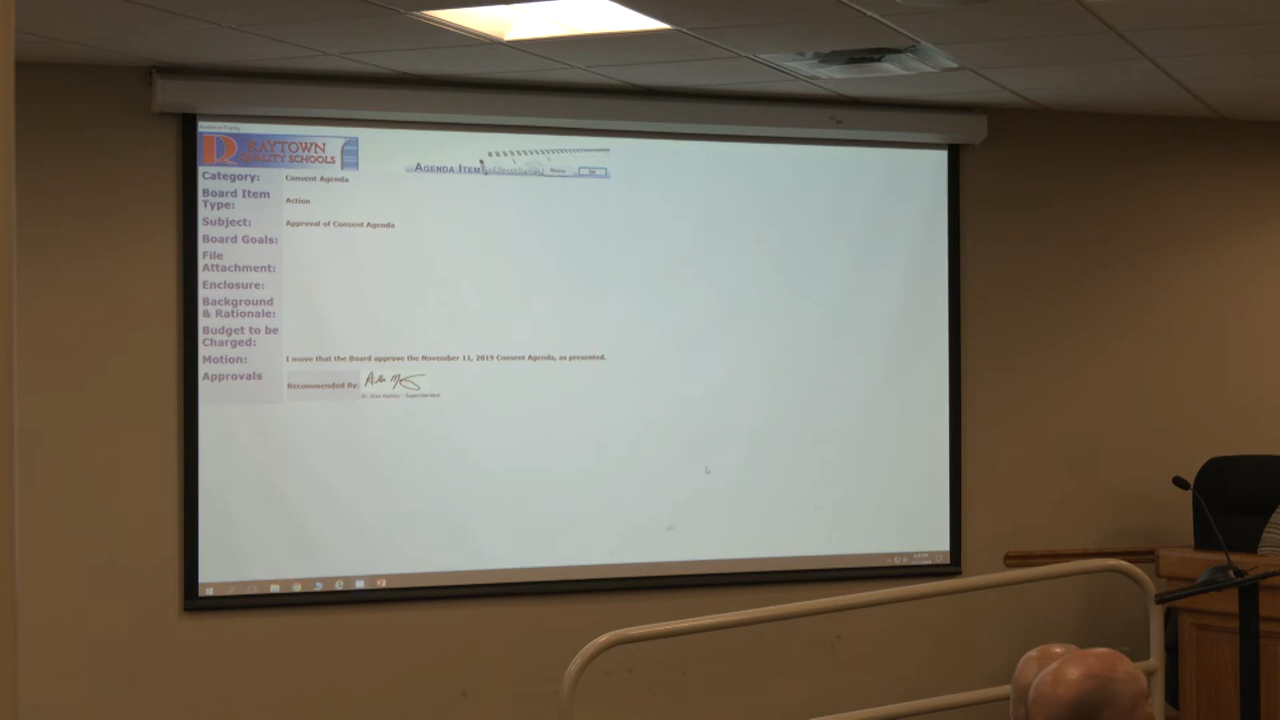 RAYTOWN
QUALITY SCHOOLS
AGENDA ITEM
Category: Consent Agenda
Board Item Type: Action
Subject: Approval of Consent Agenda
Board Goals:
File Attachment:
Enclosure:
Background & Rationale:
Budget to be Charged:
Motion: I move that the Board approve the November 11, 2019 Consent Agenda, as presented.
Approvals
Recommended By: